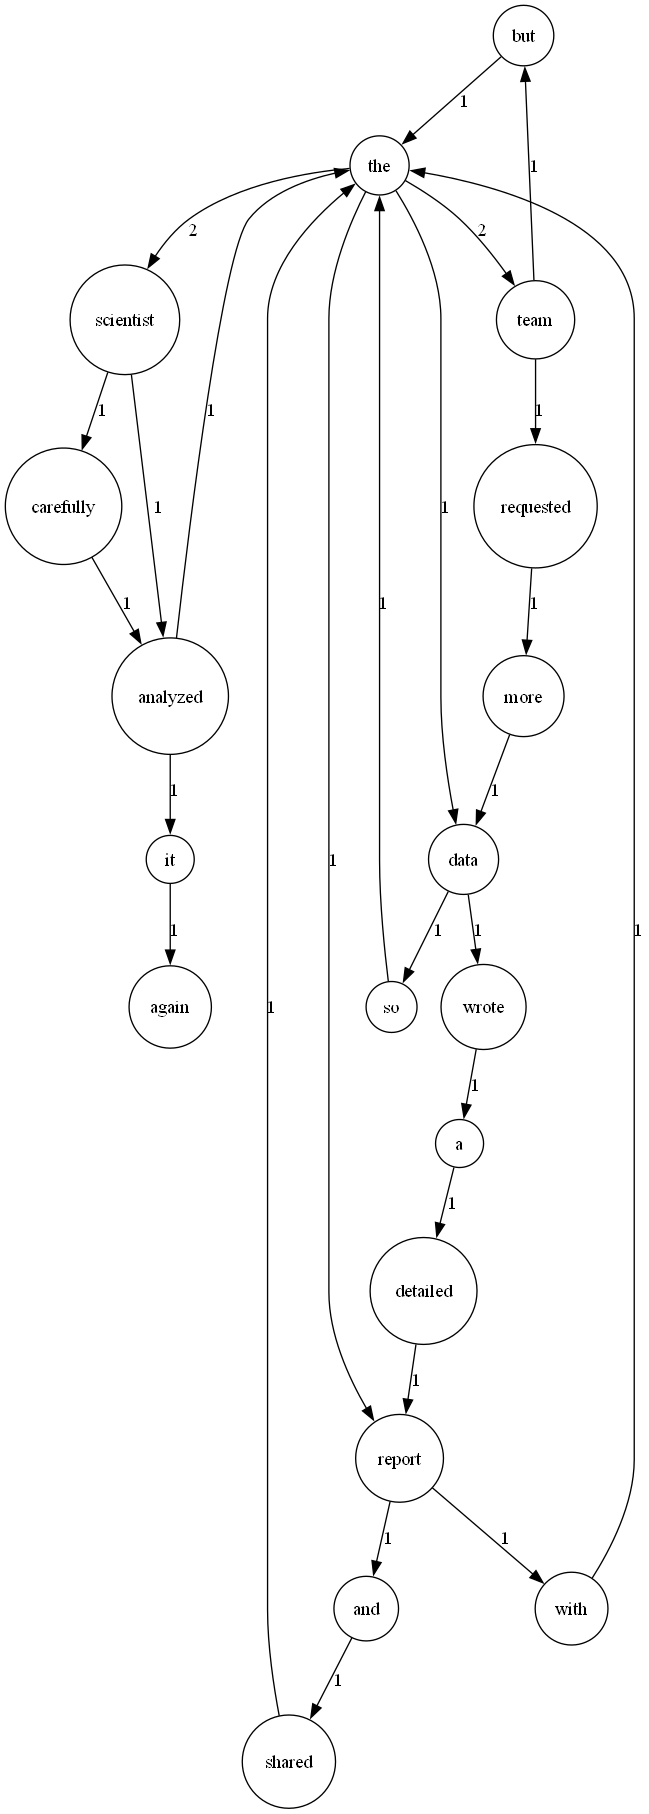 but
1
the
1
2
2
scientist
team
1
1
1
carefully
1
1
requested
1
1
1
1
analyzed
more
1
1
it
1
data
1
1
1
1
again
so
wrote
1
1
a
1
detailed
1
report
1
1
and
with
1
shared